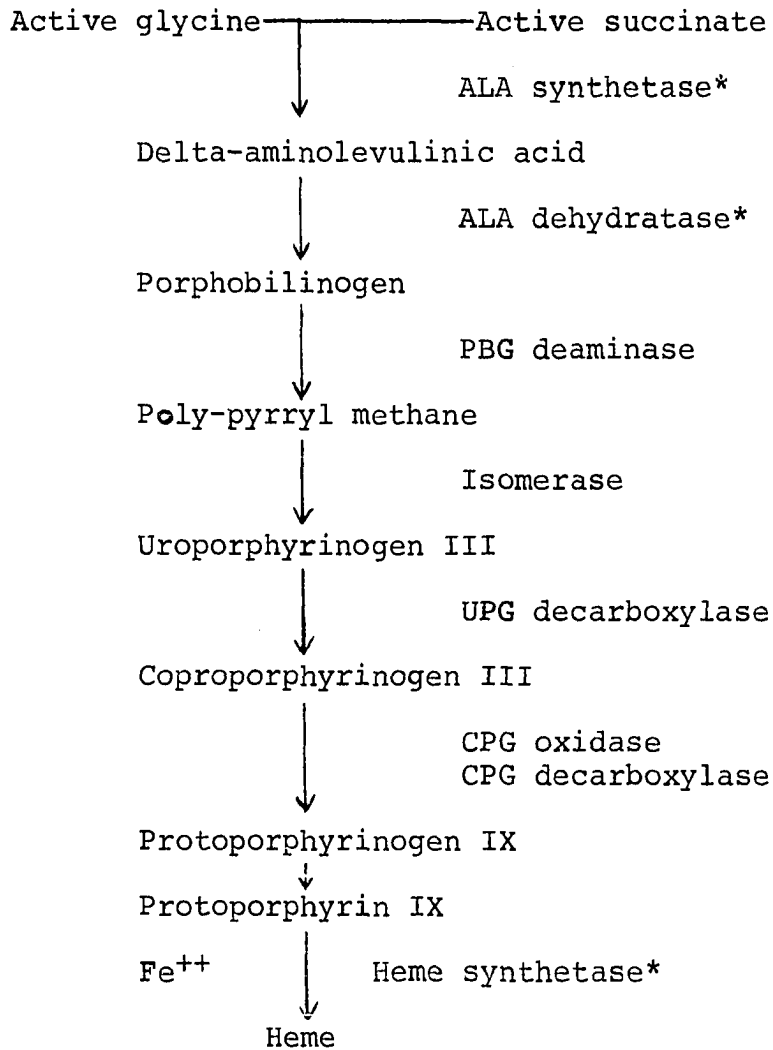 Active glycine Active succinate
ALA synthetase*
Delta-aminolevulinic acid
ALA dehydratase*
Porphobilinogen
PBG deaminase
Poly-pyrryl methane
Isomerase
Uroporphyrinogen III
UPG decarboxylase
Coproporphyrinogen III
CPG oxidase
CPG decarboxylase
Protoporphyrinogen IX
Protoporphyrin IX
Fe++ Heme synthetase*
Heme